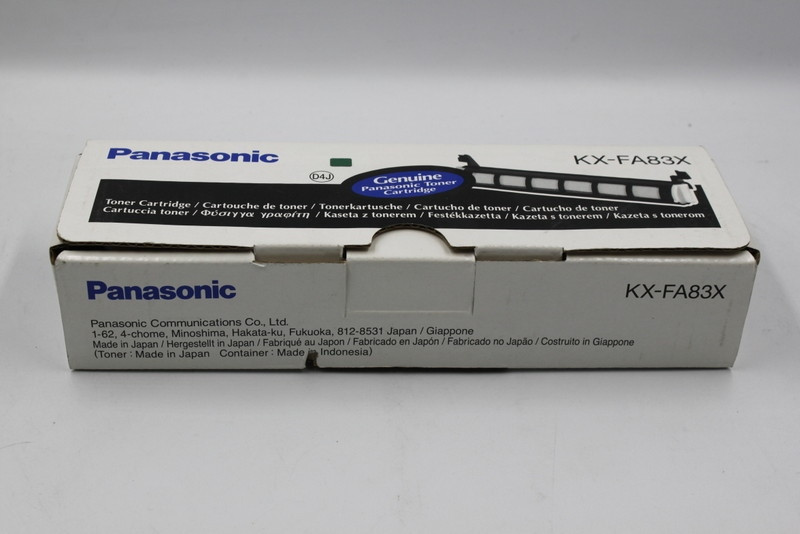 Panasonic
KX-FA83X
D4J
Genuine
Panasonic Toner
Cartridge
Toner Cartridge / Cartouche de toner / Tonerkartusche / Cartucho de toner / Cartucho de toner
Cartuccia toner / Φύσιγγα γραφίτη / Kaseta z tonerem / Festékkazetta / Kazeta s tonerem / Kazeta s tonerom
Panasonic
KX-FA83X
Panasonic Communications Co., Ltd.
1-62, 4-chome, Minoshima, Hakata-ku, Fukuoka, 812-8531 Japan / Giappone
Made in Japan / Hergestellt in Japan / Fabriqué au Japon / Fabricado en Japón / Fabricado no Japão / Costruito in Giappone
(Toner : Made in Japan Container : Made in Indonesia)